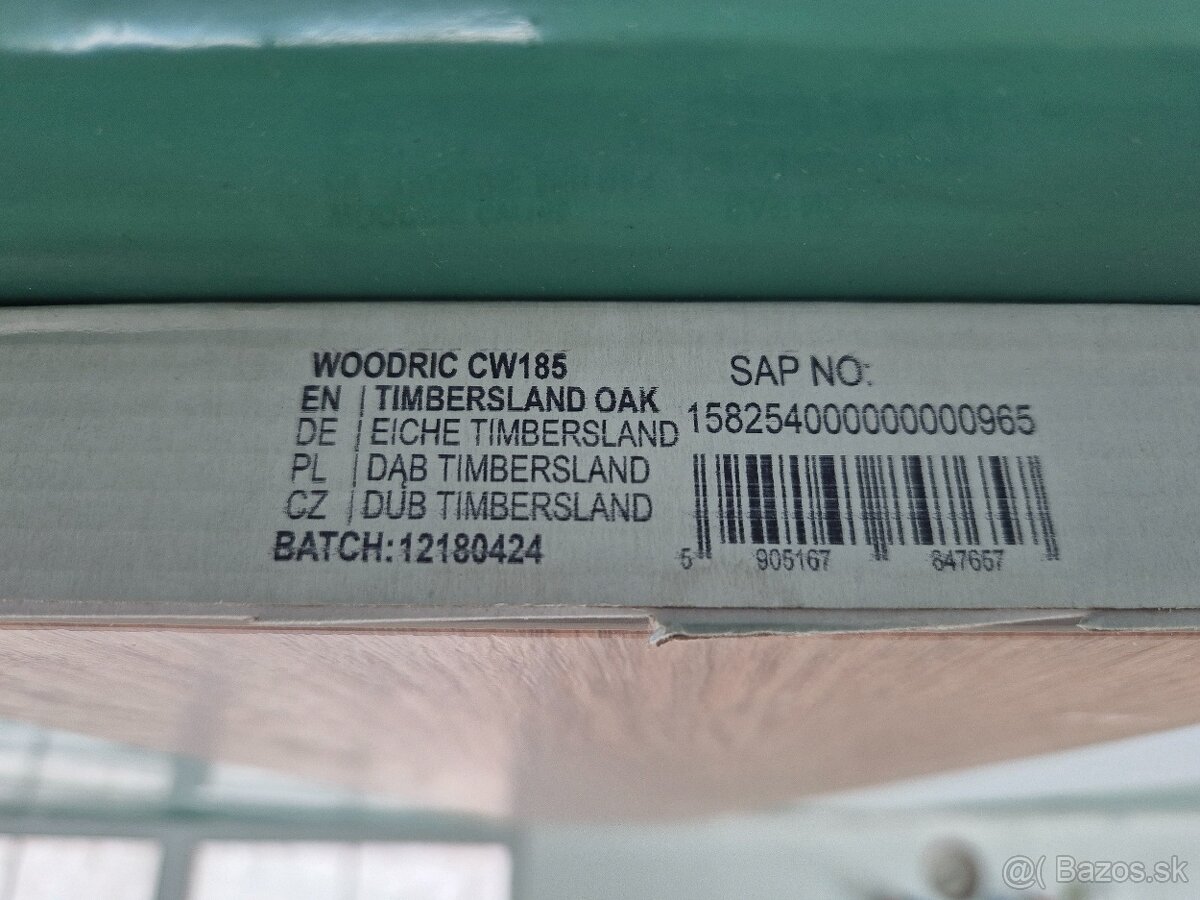 WOODRIC CW185
EN | TIMBERSLAND OAK
DE | EICHE TIMBERSLAND
PL | DĄB TIMBERSLAND
CZ | DUB TIMBERSLAND
BATCH:12180424
SAP NO:
158254000000000965
5 905167 847657
@( Bazos.sk